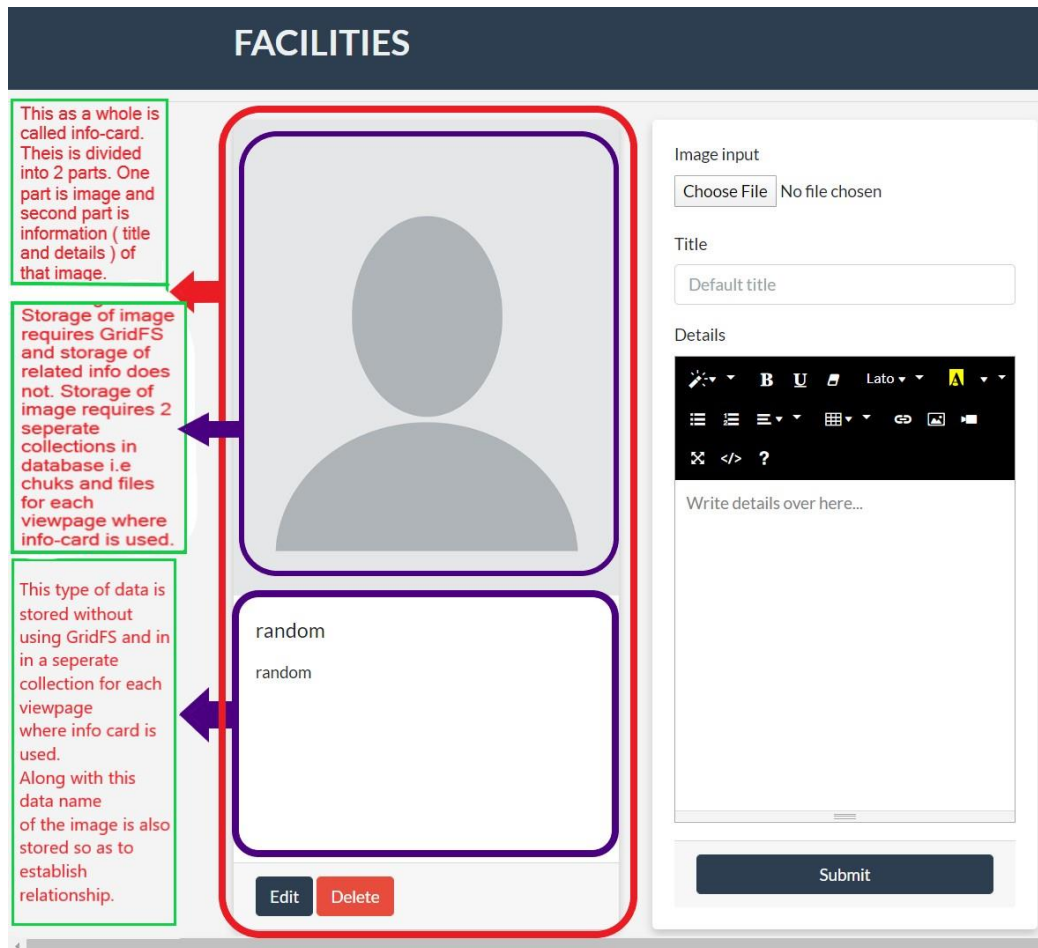 FACILITIES
This as a whole is
called info-card.
Theis is divided
into 2 parts. One
part is image and
second part is
information ( title
and details ) of
that image.
Storage of image
requires GridFS
and storage of
related info does
not. Storage of
image requires 2
seperate
collections in
database i.e
chuks and files
for each
viewpage where
info-card is used.
This type of data is
stored without
using GridFS and in
in a seperate
collection for each
viewpage
where info card is
used.
Along with this
data name
of the image is also
stored so as to
establish
relationship.
random
random
Edit Delete
Image input
Choose File No file chosen
Title
Default title
Details
B U Lato A
</> ?
Write details over here...
Submit